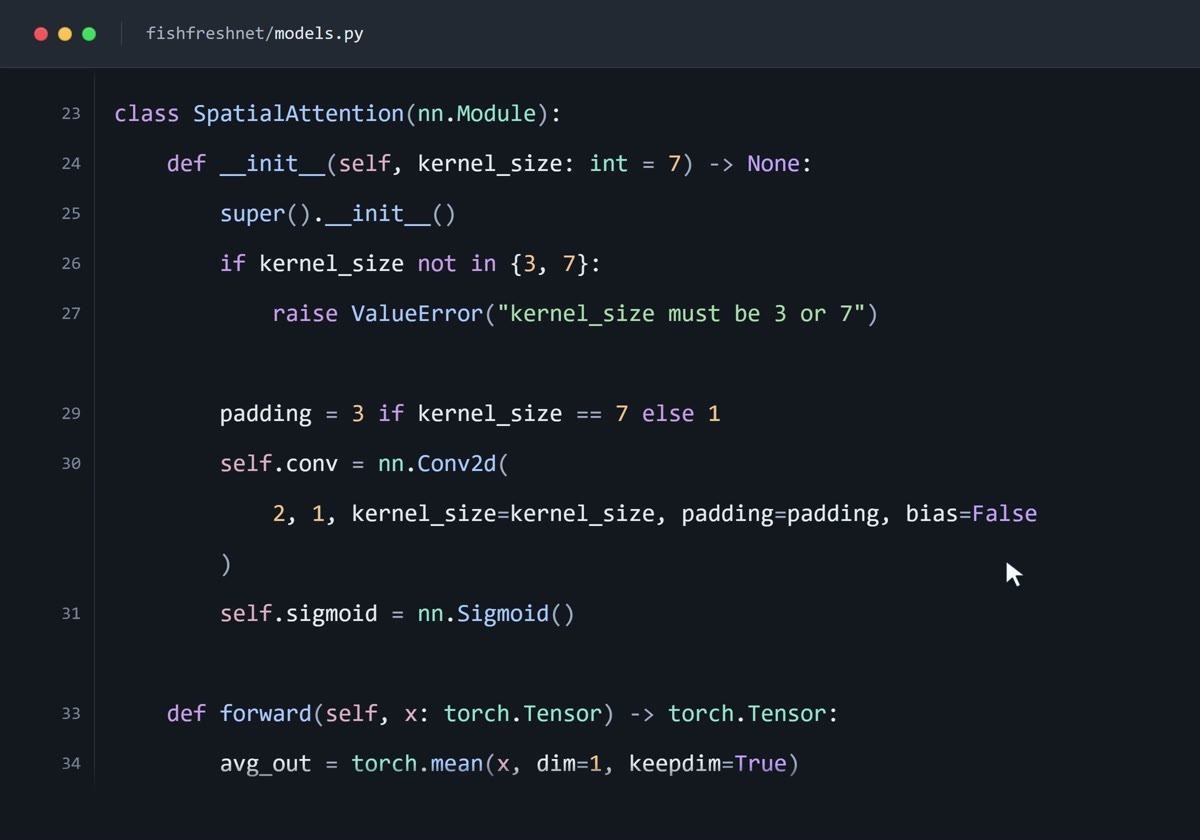 fishfreshnet/models.py
23 class SpatialAttention(nn.Module):
24     def __init__(self, kernel_size: int = 7) -> None:
25         super().__init__()
26         if kernel_size not in {3, 7}:
27             raise ValueError("kernel_size must be 3 or 7")
29         padding = 3 if kernel_size == 7 else 1
30         self.conv = nn.Conv2d(
            2, 1, kernel_size=kernel_size, padding=padding, bias=False
        )
31         self.sigmoid = nn.Sigmoid()
33     def forward(self, x: torch.Tensor) -> torch.Tensor:
34         avg_out = torch.mean(x, dim=1, keepdim=True)